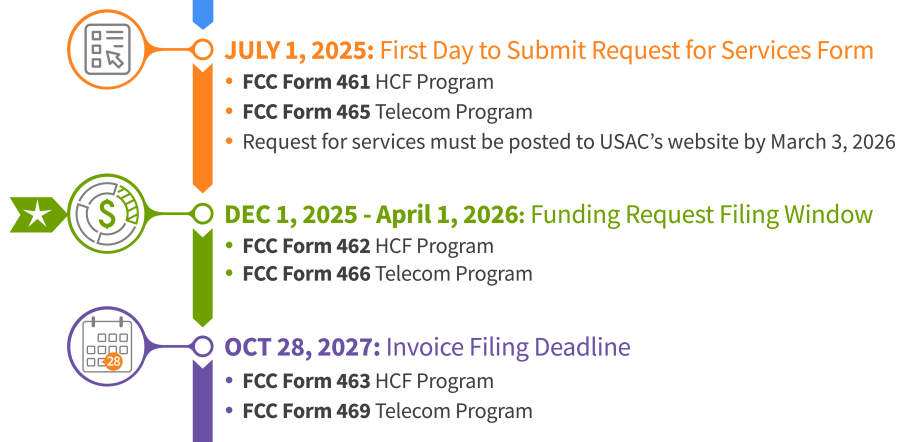 JULY 1, 2025: First Day to Submit Request for Services Form
• FCC Form 461 HCF Program
• FCC Form 465 Telecom Program
• Request for services must be posted to USAC’s website by March 3, 2026
$
DEC 1, 2025 - April 1, 2026: Funding Request Filing Window
• FCC Form 462 HCF Program
• FCC Form 466 Telecom Program
28
OCT 28, 2027: Invoice Filing Deadline
• FCC Form 463 HCF Program
• FCC Form 469 Telecom Program